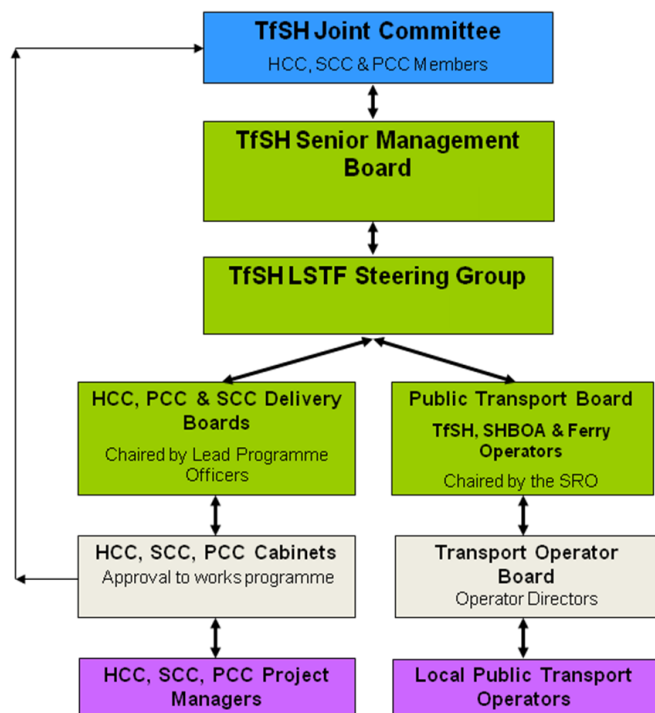 TfSH Joint Committee
HCC, SCC & PCC Members
TfSH Senior Management
Board
TfSH LSTF Steering Group
HCC, PCC & SCC Delivery
Boards
Chaired by Lead Programme
Officers
Public Transport Board
TfSH, SHBOA & Ferry
Operators
Chaired by the SRO
HCC, SCC, PCC Cabinets
Approval to works programme
Transport Operator
Board
Operator Directors
HCC, SCC, PCC Project
Managers
Local Public Transport
Operators